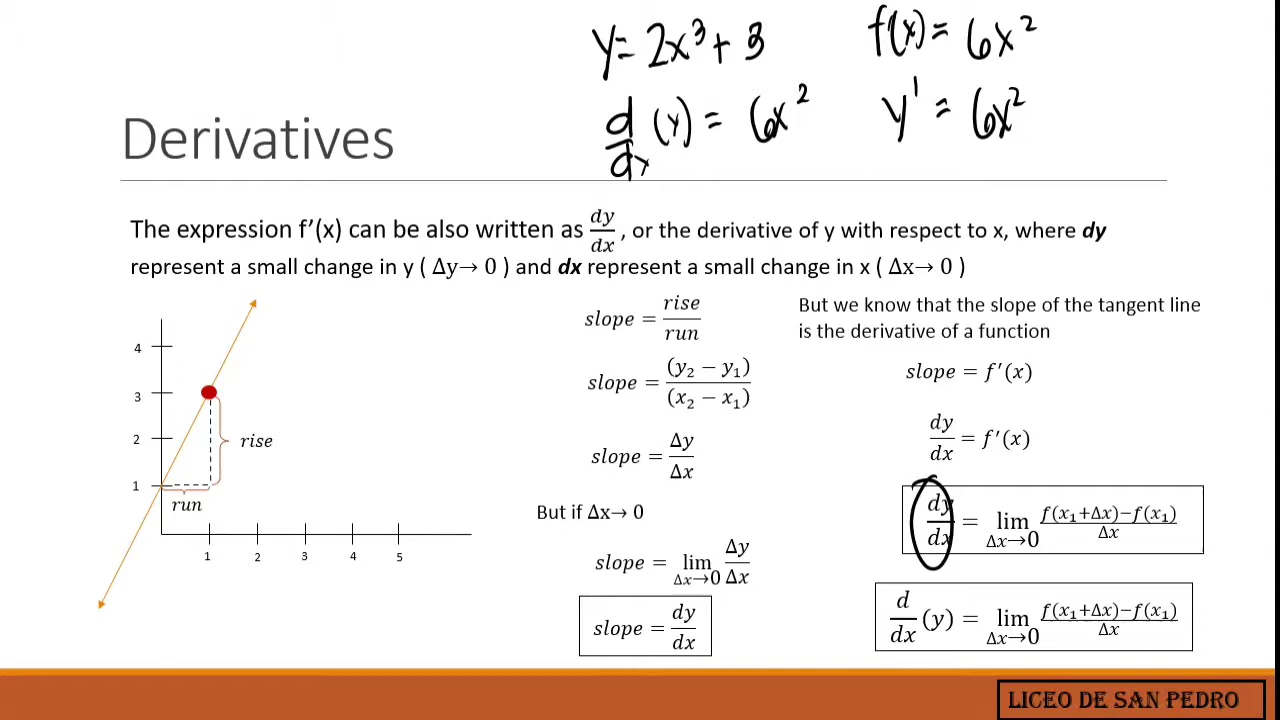 y = 2x³ + 3
f(x) = 6x²
d/dx (y) = 6x²
y' = 6x²
Derivatives
The expression f'(x) can be also written as dy/dx , or the derivative of y with respect to x, where dy
represent a small change in y ( Δy→ 0 ) and dx represent a small change in x ( Δx→ 0 )
4
3
2
1
rise
run
1 2 3 4 5
slope = rise/run
slope = (y₂ − y₁)/(x₂ − x₁)
slope = Δy/Δx
But if Δx→ 0
slope = lim Δx→0 Δy/Δx
slope = dy/dx
But we know that the slope of the tangent line
is the derivative of a function
slope = f′(x)
dy/dx = f′(x)
dy/dx = lim Δx→0 f(x₁+Δx)−f(x₁)/Δx
d/dx (y) = lim Δx→0 f(x₁+Δx)−f(x₁)/Δx
LICEO DE SAN PEDRO